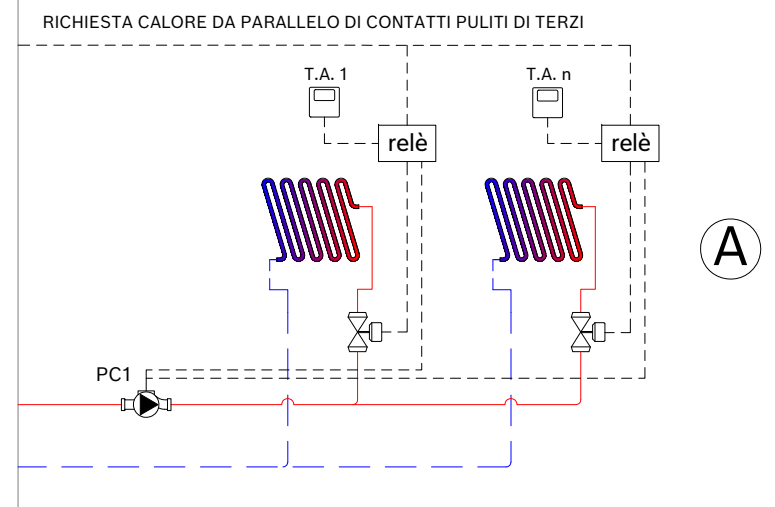 RICHIESTA CALORE DA PARALLELO DI CONTATTI PULITI DI TERZI
T.A. 1
T.A. n
relè
relè
A
PC1